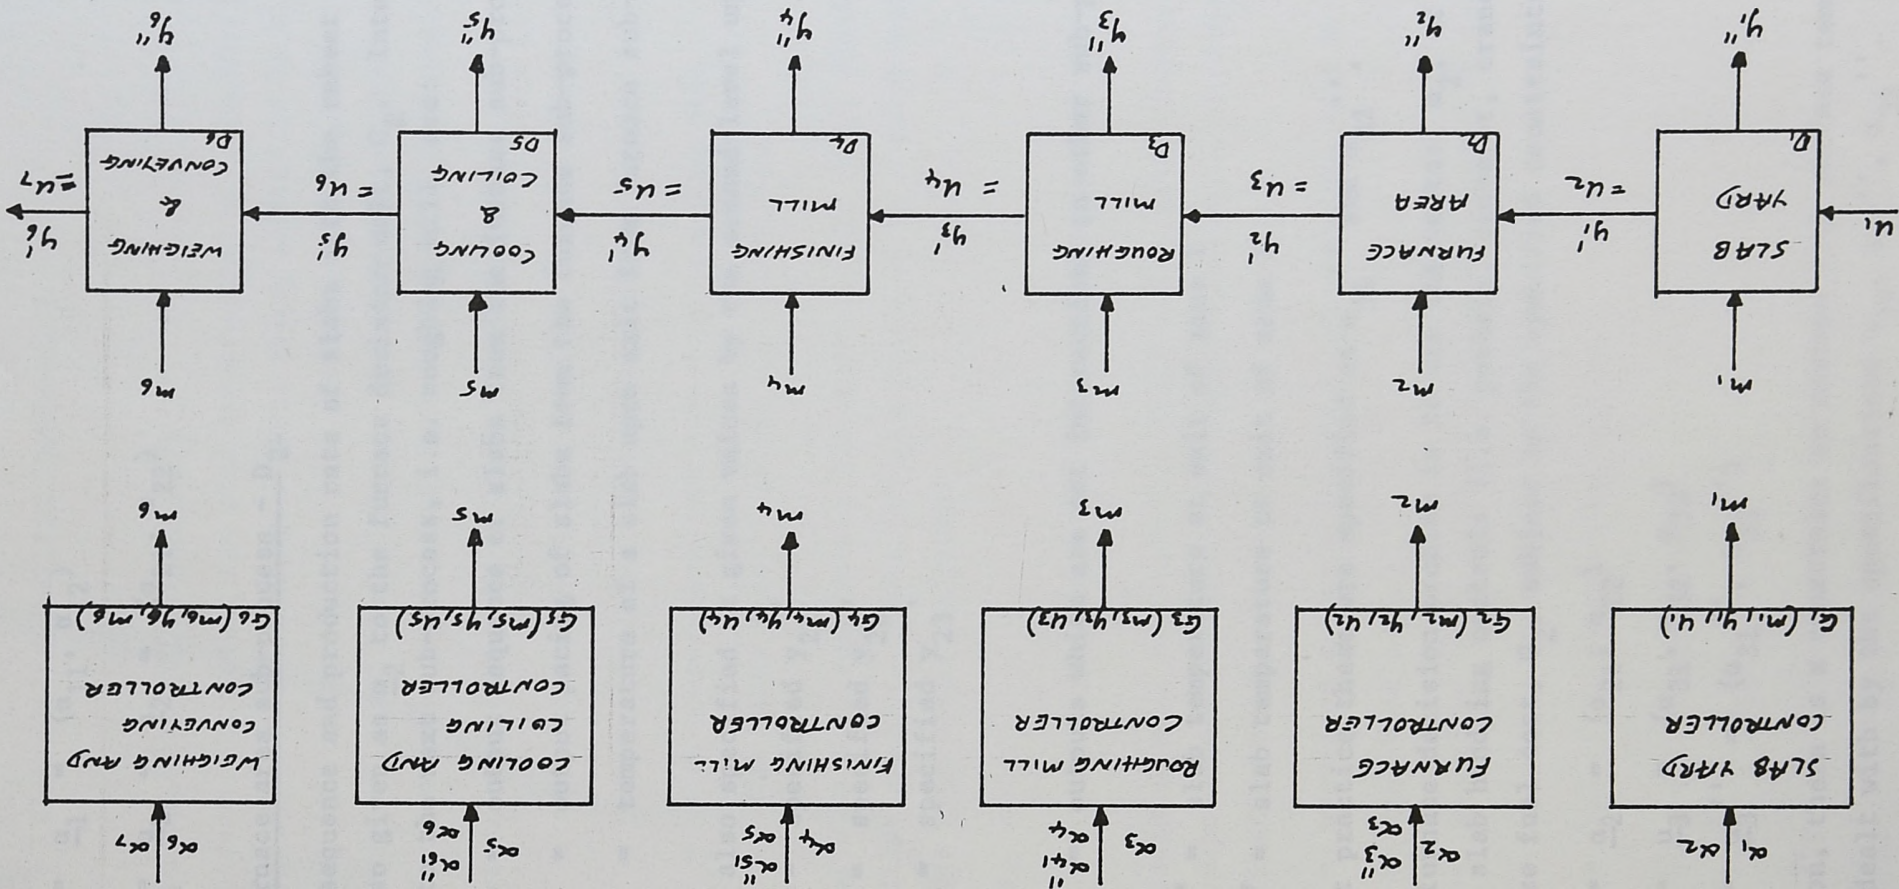 α1 α2
SLAB YARD
CONTROLLER
G1 (m1, y1, u1)
m1
α2 α3''
α3
FURNACE
CONTROLLER
G2 (m2, y2, u2)
m2
α3 α41''
α4
ROUGHING MILL
CONTROLLER
G3 (m3, y3, u3)
m3
α4 α51''
α5
FINISHING MILL
CONTROLLER
G4 (m4, y4, u4)
m4
α5 α61''
α6
COOLING AND
COILING
CONTROLLER
G5 (m5, y5, u5)
m5
α6 α7
WEIGHING AND
CONVEYING
CONTROLLER
G6 (m6, y6, m6)
m6
m1
u1
SLAB
YARD
D1
y1''
y1'
= u2
m2
FURNACE
AREA
D2
y2''
y2'
= u3
m3
ROUGHING
MILL
D3
y3''
y3'
= u4
m4
FINISHING
MILL
D4
y4''
y4'
= u5
m5
COOLING
&
COILING
D5
y5''
y5'
= u6
m6
WEIGHING
&
CONVEYING
D6
y6''
y6'
= u7